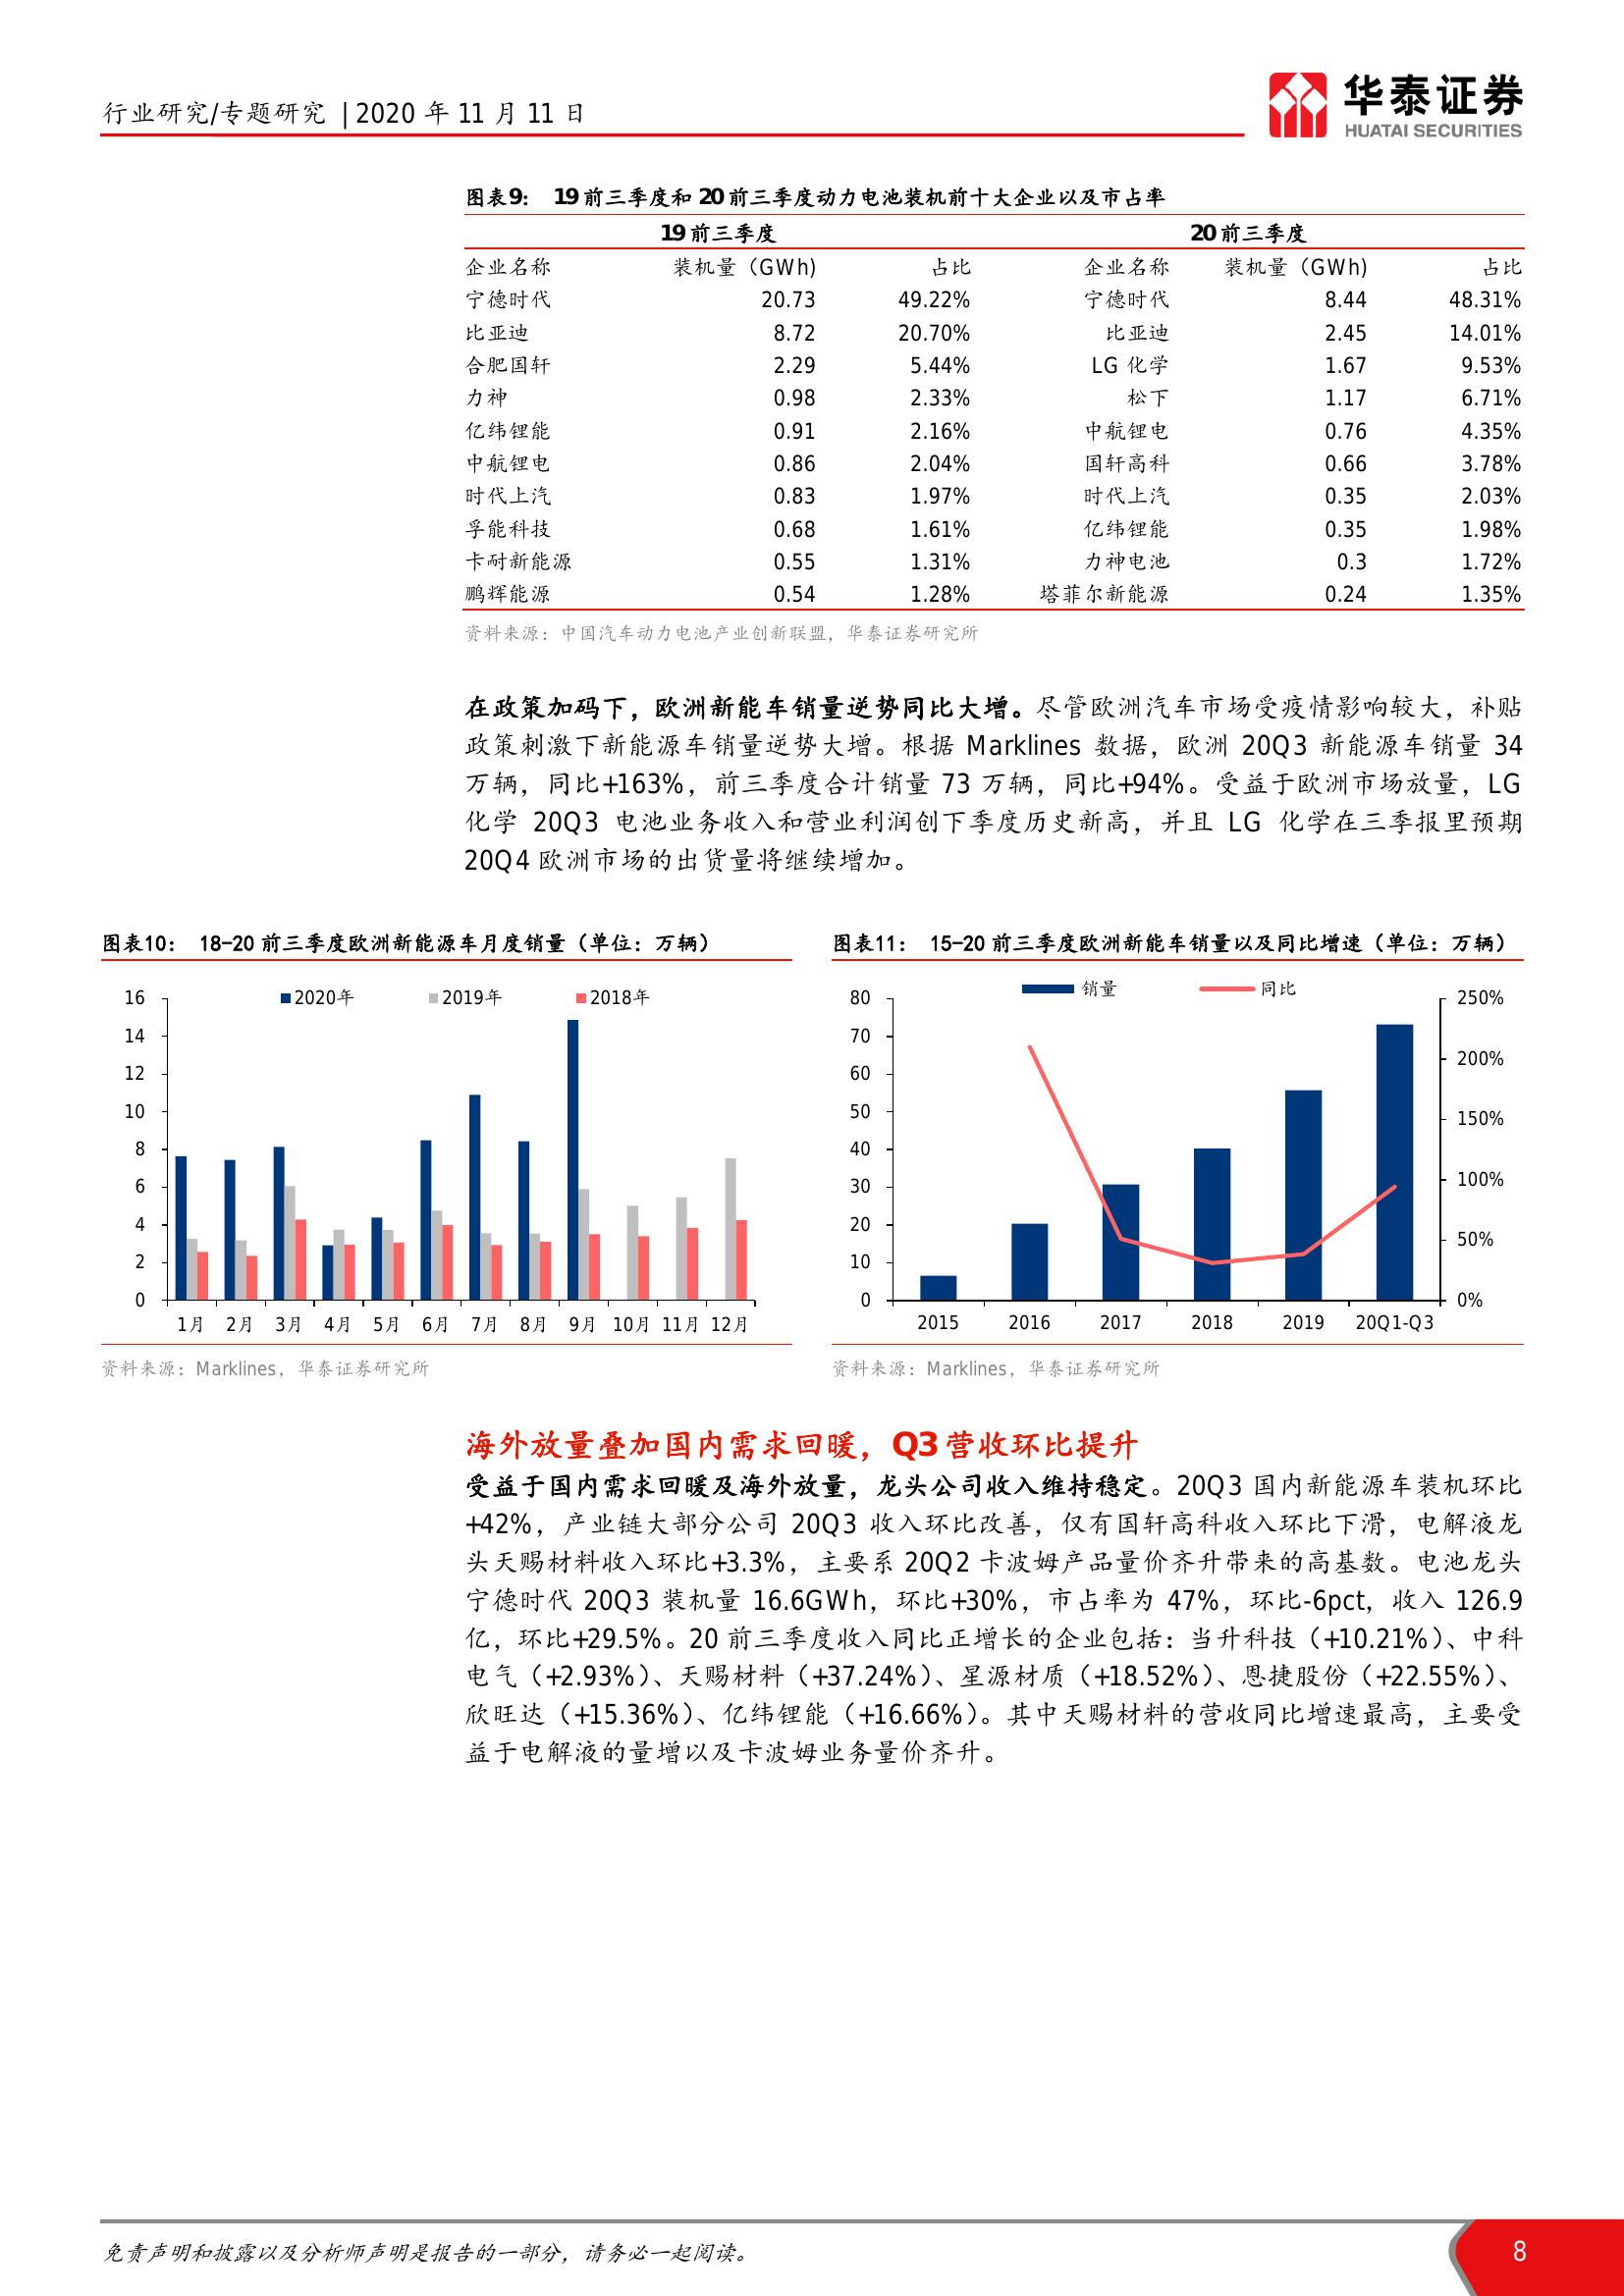 行业研究/专题研究 | 2020 年 11 月 11 日
华泰证券
HUATAI SECURITIES
图表9： 19 前三季度和 20 前三季度动力电池装机前十大企业以及市占率
19 前三季度 20 前三季度
企业名称 装机量（GWh) 占比 企业名称 装机量（GWh) 占比
宁德时代 20.73 49.22% 宁德时代 8.44 48.31%
比亚迪 8.72 20.70% 比亚迪 2.45 14.01%
合肥国轩 2.29 5.44% LG 化学 1.67 9.53%
力神 0.98 2.33% 松下 1.17 6.71%
亿纬锂能 0.91 2.16% 中航锂电 0.76 4.35%
中航锂电 0.86 2.04% 国轩高科 0.66 3.78%
时代上汽 0.83 1.97% 时代上汽 0.35 2.03%
孚能科技 0.68 1.61% 亿纬锂能 0.35 1.98%
卡耐新能源 0.55 1.31% 力神电池 0.3 1.72%
鹏辉能源 0.54 1.28% 塔菲尔新能源 0.24 1.35%
资料来源：中国汽车动力电池产业创新联盟，华泰证券研究所
在政策加码下，欧洲新能车销量逆势同比大增。尽管欧洲汽车市场受疫情影响较大，补贴
政策刺激下新能源车销量逆势大增。根据 Marklines 数据，欧洲 20Q3 新能源车销量 34
万辆，同比+163%，前三季度合计销量 73 万辆，同比+94%。受益于欧洲市场放量，LG
化学 20Q3 电池业务收入和营业利润创下季度历史新高，并且 LG 化学在三季报里预期
20Q4 欧洲市场的出货量将继续增加。
图表10： 18-20 前三季度欧洲新能源车月度销量（单位：万辆）
2020年 2019年 2018年
16
14
12
10
8
6
4
2
0
1月 2月 3月 4月 5月 6月 7月 8月 9月 10月 11月 12月
资料来源：Marklines，华泰证券研究所
图表11： 15-20 前三季度欧洲新能车销量以及同比增速（单位：万辆）
销量 同比
80
70
60
50
40
30
20
10
0
250%
200%
150%
100%
50%
0%
2015 2016 2017 2018 2019 20Q1-Q3
资料来源：Marklines，华泰证券研究所
海外放量叠加国内需求回暖，Q3 营收环比提升
受益于国内需求回暖及海外放量，龙头公司收入维持稳定。20Q3 国内新能源车装机环比
+42%，产业链大部分公司 20Q3 收入环比改善，仅有国轩高科收入环比下滑，电解液龙
头天赐材料收入环比+3.3%，主要系 20Q2 卡波姆产品量价齐升带来的高基数。电池龙头
宁德时代 20Q3 装机量 16.6GWh，环比+30%，市占率为 47%，环比-6pct，收入 126.9
亿，环比+29.5%。20 前三季度收入同比正增长的企业包括：当升科技（+10.21%）、中科
电气（+2.93%）、天赐材料（+37.24%）、星源材质（+18.52%）、恩捷股份（+22.55%）、
欣旺达（+15.36%）、亿纬锂能（+16.66%）。其中天赐材料的营收同比增速最高，主要受
益于电解液的量增以及卡波姆业务量价齐升。
免责声明和披露以及分析师声明是报告的一部分，请务必一起阅读。
8